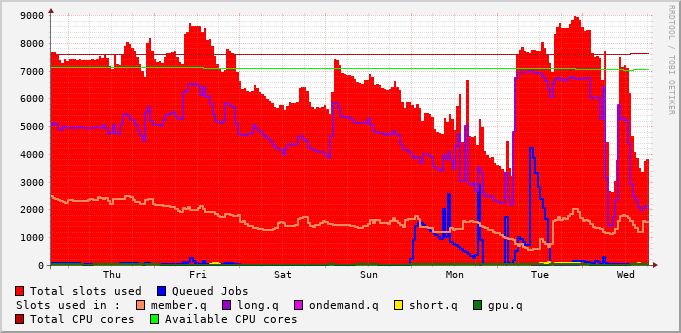 RRDTOOL / TOBI OETIKER
9000
8000
7000
6000
5000
4000
3000
2000
1000
0
Thu Fri Sat Sun Mon Tue Wed
Total slots used Queued Jobs
Slots used in : member.q long.q ondemand.q short.q gpu.q
Total CPU cores Available CPU cores